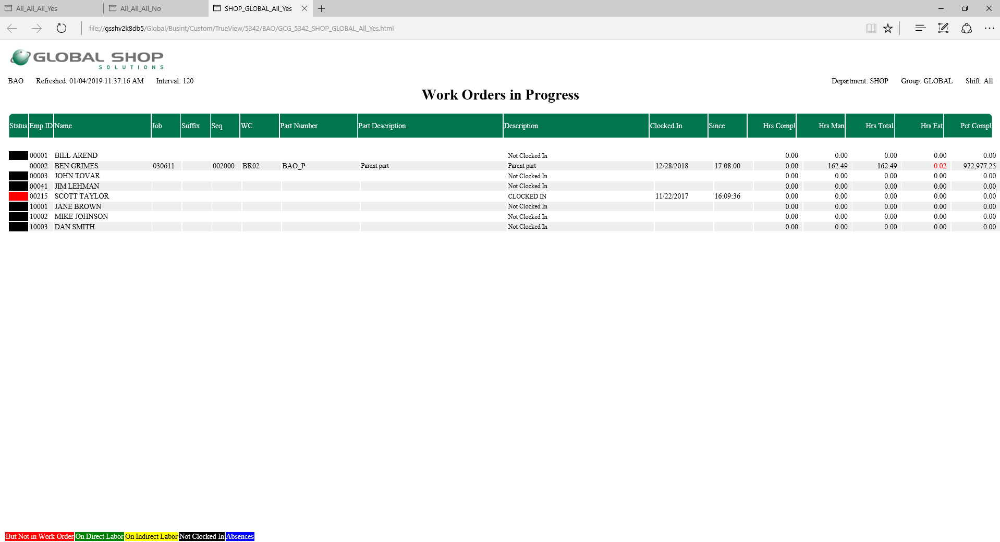 All_All_All_Yes All_All_All_No SHOP_GLOBAL_All_Yes
file://gsshv2k8db5/Global/Busint/Custom/TrueView/5342/BAO/GCG_5342_SHOP_GLOBAL_All_Yes.html
GLOBAL SHOP
SOLUTIONS
BAO Refreshed: 01/04/2019 11:37:16 AM Interval: 120 Department: SHOP Group: GLOBAL Shift: All
Work Orders in Progress
Status Emp.ID Name Job Suffix Seq WC Part Number Part Description Description Clocked In Since Hrs Compl Hrs Man Hrs Total Hrs Est Pct Compl
00001 BILL AREND Not Clocked In 0.00 0.00 0.00 0.00 0.00
00002 BEN GRIMES 030611 002000 BR02 BAO_P Parent part Parent part 12/28/2018 17:08:00 0.00 162.49 162.49 0.02 972,977.25
00003 JOHN TOVAR Not Clocked In 0.00 0.00 0.00 0.00 0.00
00041 JIM LEHMAN Not Clocked In 0.00 0.00 0.00 0.00 0.00
00215 SCOTT TAYLOR CLOCKED IN 11/22/2017 16:09:36 0.00 0.00 0.00 0.00 0.00
10001 JANE BROWN Not Clocked In 0.00 0.00 0.00 0.00 0.00
10002 MIKE JOHNSON Not Clocked In 0.00 0.00 0.00 0.00 0.00
10003 DAN SMITH Not Clocked In 0.00 0.00 0.00 0.00 0.00
But Not in Work Order On Direct Labor On Indirect Labor Not Clocked In Absences